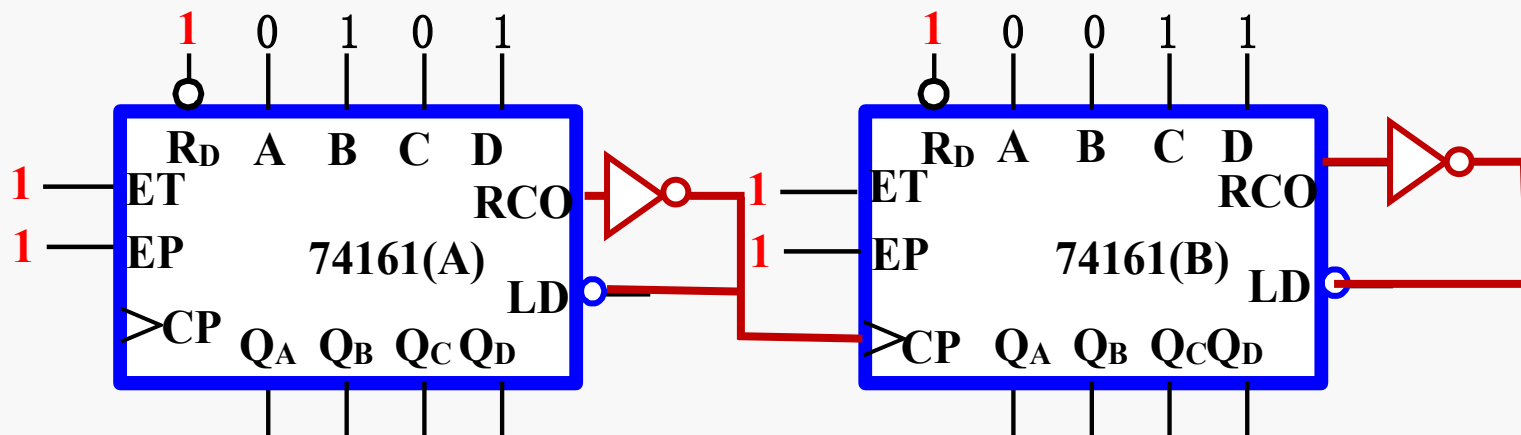 1 0 1 0 1 1 0 0 1 1
RD A B C D RD A B C D
1 ET RCO 1 ET RCO
1 EP 74161(A) 1 EP 74161(B)
LD LD
CP CP
QA QB QC QD QA QB QC QD